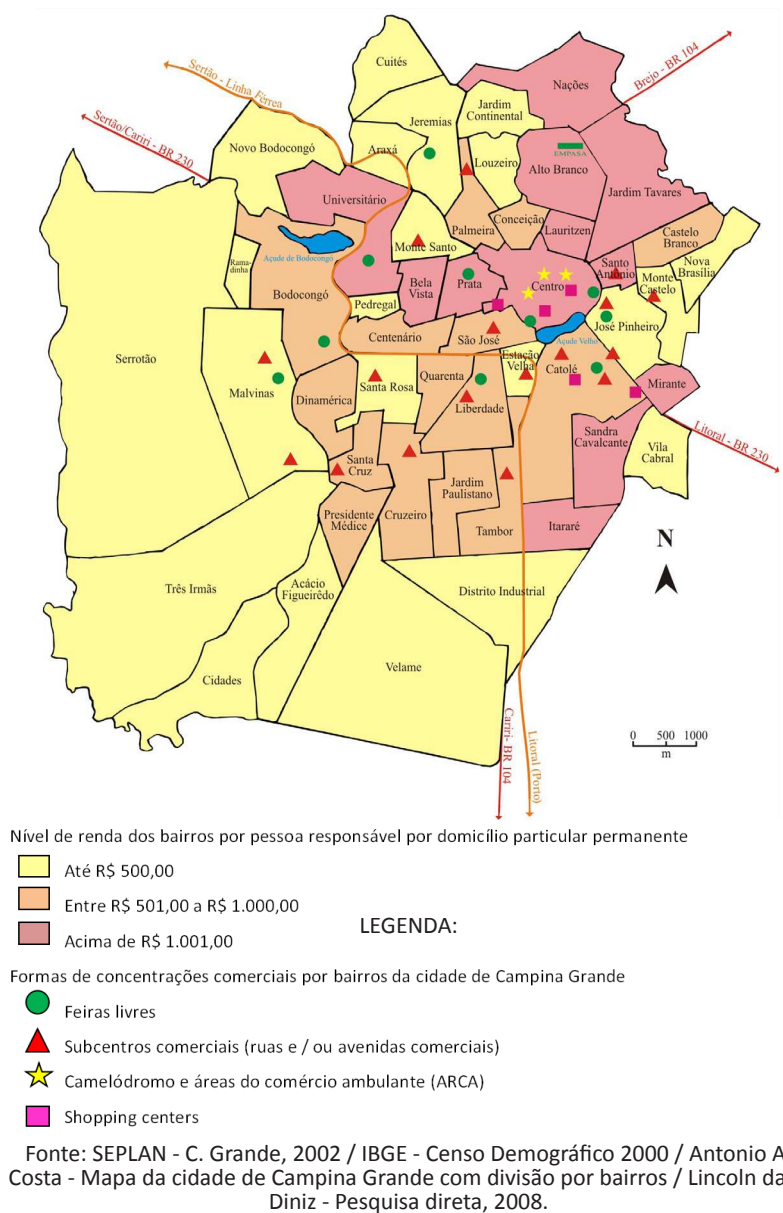 Cuités
Nações
Brejo - BR 104
Sertão - Linha Férrea
Jardim
Continental
Jeremias
Sertão/Cariri - BR 230
Novo Bodocongó
Araxá
Louzeiro
EMPASA
Alto Branco
Jardim Tavares
Universitário
Palmeira
Conceição
Lauritzen
Castelo
Branco
Monte Santo
Açude de Bodocongó
Rama-
dinha
Bela
Vista
Prata
Centro
Santo
Antônio
Monte
Castelo
Nova
Brasília
Bodocongó
Pedregal
José Pinheiro
Centenário
São José
Açude Velho
Serrotão
Estação
Velha
Catolé
Malvinas
Santa Rosa
Quarenta
Mirante
Dinamérica
Liberdade
Sandra
Cavalcante
Litoral - BR 230
Vila
Cabral
Santa
Cruz
Jardim
Paulistano
Presidente
Médice
Cruzeiro
Tambor
Itararé
N
Três Irmãs
Acácio
Figueirêdo
Distrito Industrial
Velame
Cidades
Cariri- BR 104
Litoral (Porto)
0 500 1000
m
Nível de renda dos bairros por pessoa responsável por domicílio particular permanente
Até R$ 500,00
Entre R$ 501,00 a R$ 1.000,00
LEGENDA:
Acima de R$ 1.001,00
Formas de concentrações comerciais por bairros da cidade de Campina Grande
Feiras livres
Subcentros comerciais (ruas e / ou avenidas comerciais)
Camelódromo e áreas do comércio ambulante (ARCA)
Shopping centers
Fonte: SEPLAN - C. Grande, 2002 / IBGE - Censo Demográfico 2000 / Antonio A
Costa - Mapa da cidade de Campina Grande com divisão por bairros / Lincoln da
Diniz - Pesquisa direta, 2008.